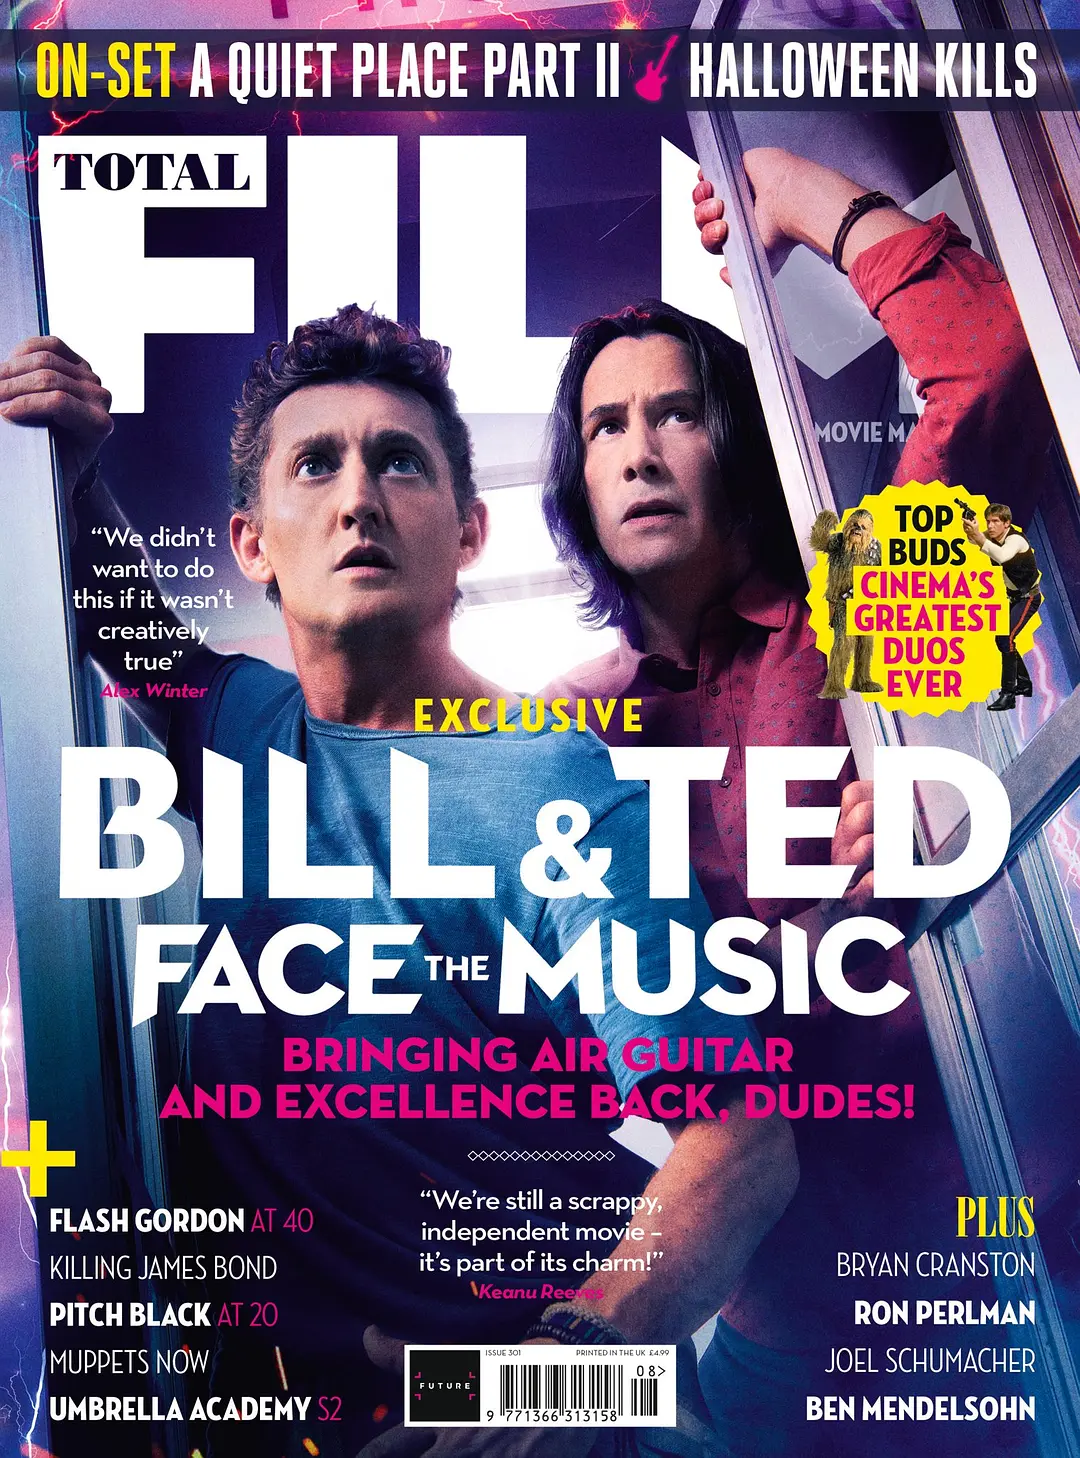 ON-SET A QUIET PLACE PART II HALLOWEEN KILLS
TOTAL
FILM
MOVIE MA
“We didn’t
want to do
this if it wasn’t
creatively
true”
Alex Winter
TOP
BUDS
CINEMA’S
GREATEST
DUOS
EVER
EXCLUSIVE
BILL & TED
FACE THE MUSIC
BRINGING AIR GUITAR
AND EXCELLENCE BACK, DUDES!
+
FLASH GORDON AT 40
KILLING JAMES BOND
PITCH BLACK AT 20
MUPPETS NOW
UMBRELLA ACADEMY S2
“We’re still a scrappy,
independent movie –
it’s part of its charm!”
Keanu Reeves
PLUS
BRYAN CRANSTON
RON PERLMAN
JOEL SCHUMACHER
BEN MENDELSOHN
FUTURE
ISSUE 301 PRINTED IN THE UK £4.99
08>
9 771366 313158